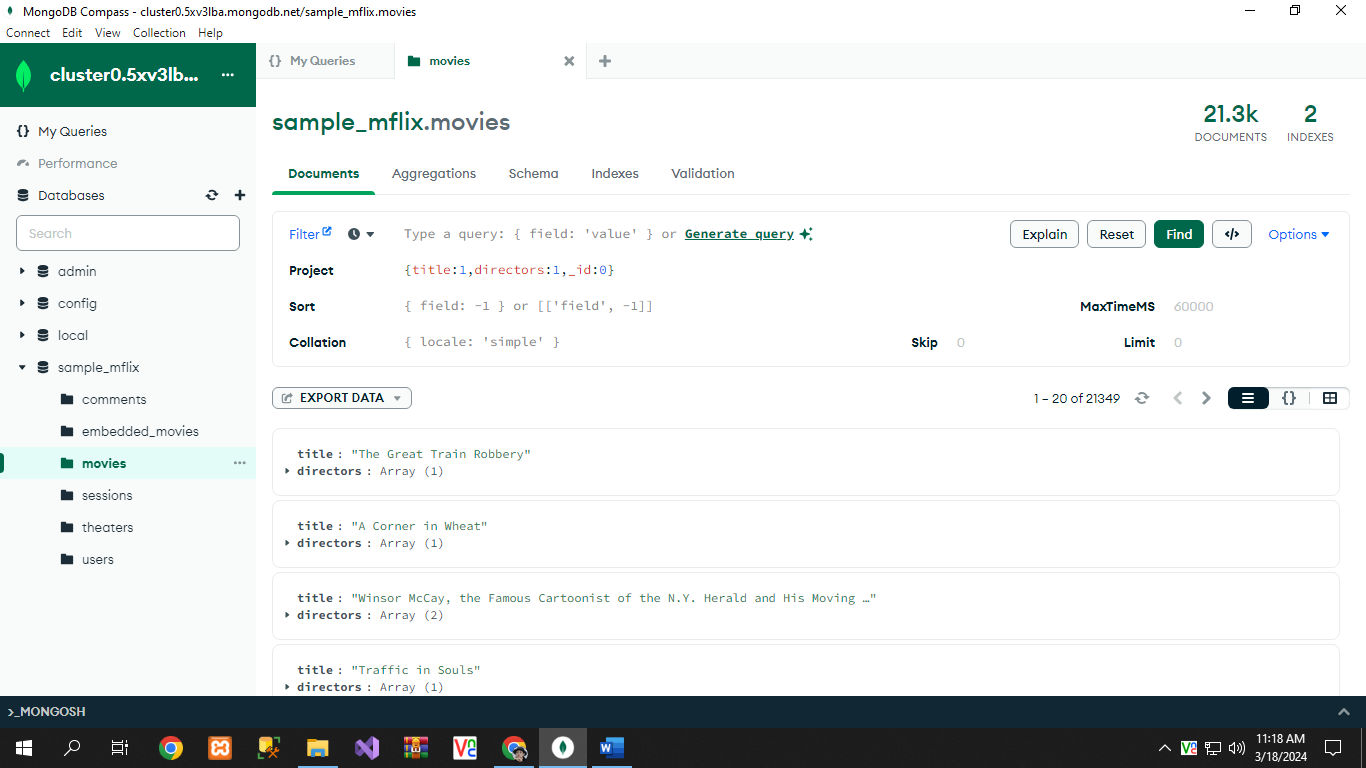 MongoDB Compass - cluster0.5xv3lba.mongodb.net/sample_mflix.movies
Connect Edit View Collection Help
cluster0.5xv3lb... ...
{} My Queries
Performance
Databases
Search
admin
config
local
sample_mflix
comments
embedded_movies
movies ...
sessions
theaters
users
{} My Queries
movies
sample_mflix.movies
21.3k
DOCUMENTS
2
INDEXES
Documents Aggregations Schema Indexes Validation
Filter Type a query: { field: 'value' } or Generate query
Explain Reset Find </> Options
Project {title:1,directors:1,_id:0}
Sort { field: -1 } or [['field', -1]] MaxTimeMS 60000
Collation { locale: 'simple' } Skip 0 Limit 0
EXPORT DATA
1 – 20 of 21349
{}
title : "The Great Train Robbery"
directors : Array (1)
title : "A Corner in Wheat"
directors : Array (1)
title : "Winsor McCay, the Famous Cartoonist of the N.Y. Herald and His Moving …"
directors : Array (2)
title : "Traffic in Souls"
directors : Array (1)
>_MONGOSH
11:18 AM
3/18/2024